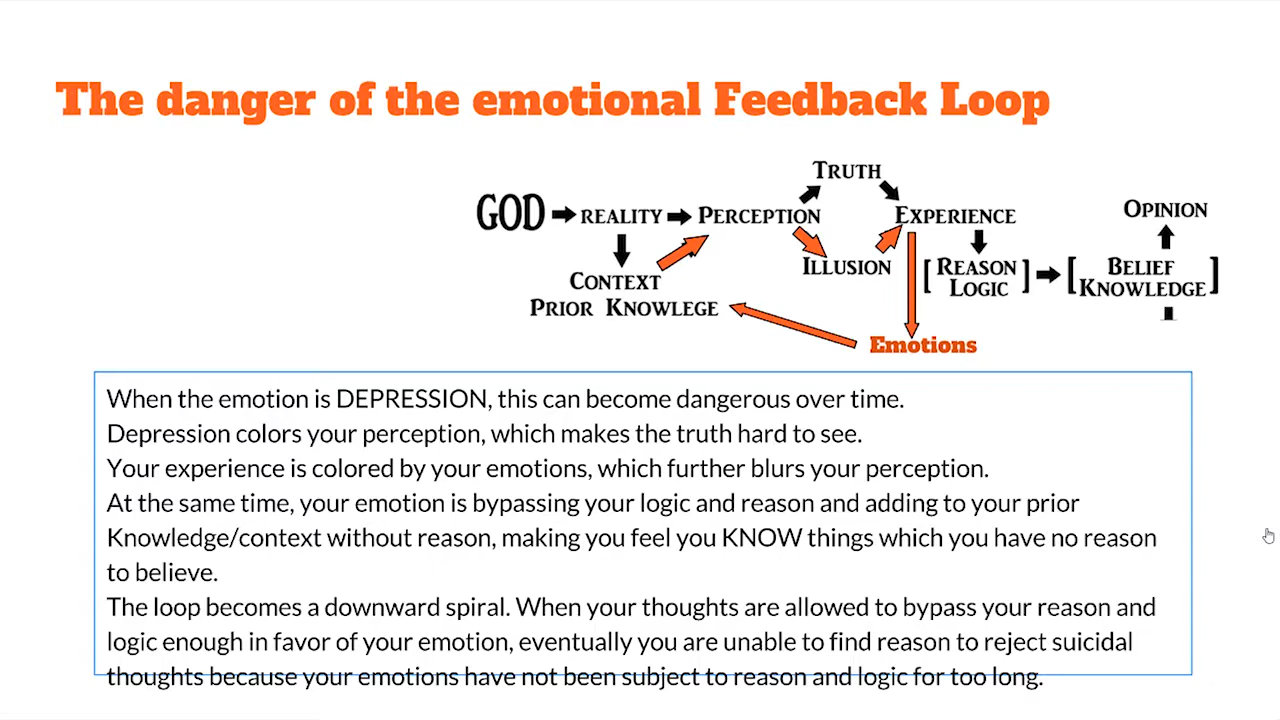 The danger of the emotional Feedback Loop
TRUTH
GOD REALITY PERCEPTION EXPERIENCE OPINION
CONTEXT ILLUSION [REASON] [BELIEF]
PRIOR KNOWLEGE LOGIC KNOWLEDGE
Emotions
When the emotion is DEPRESSION, this can become dangerous over time.
Depression colors your perception, which makes the truth hard to see.
Your experience is colored by your emotions, which further blurs your perception.
At the same time, your emotion is bypassing your logic and reason and adding to your prior
Knowledge/context without reason, making you feel you KNOW things which you have no reason
to believe.
The loop becomes a downward spiral. When your thoughts are allowed to bypass your reason and
logic enough in favor of your emotion, eventually you are unable to find reason to reject suicidal
thoughts because your emotions have not been subject to reason and logic for too long.